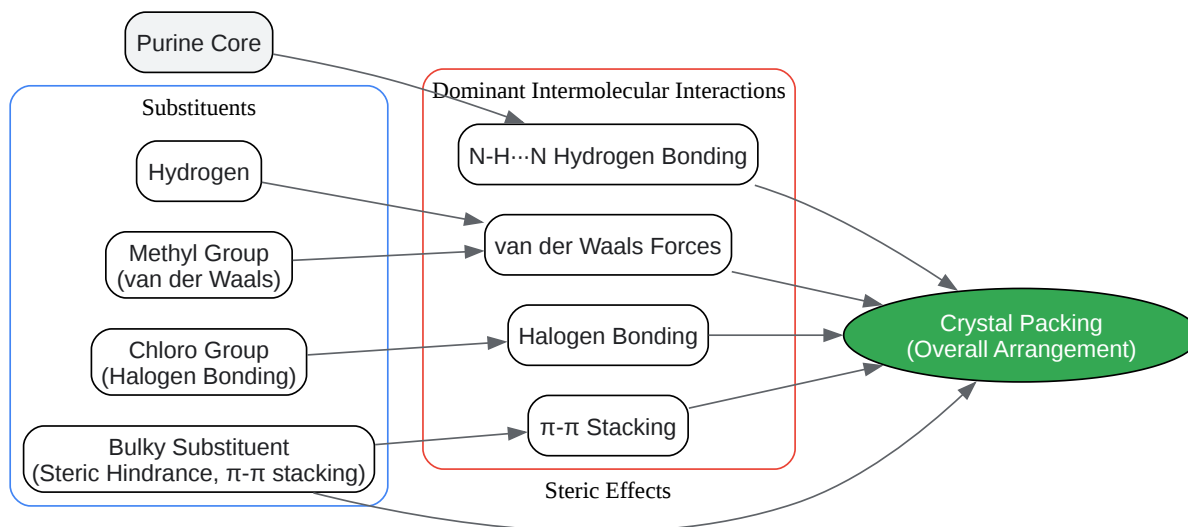 Purine Core
Substituents
Hydrogen
Methyl Group
(van der Waals)
Chloro Group
(Halogen Bonding)
Bulky Substituent
(Steric Hindrance, π-π stacking)
Dominant Intermolecular Interactions
N-H···N Hydrogen Bonding
van der Waals Forces
Halogen Bonding
π-π Stacking
Steric Effects
Crystal Packing
(Overall Arrangement)